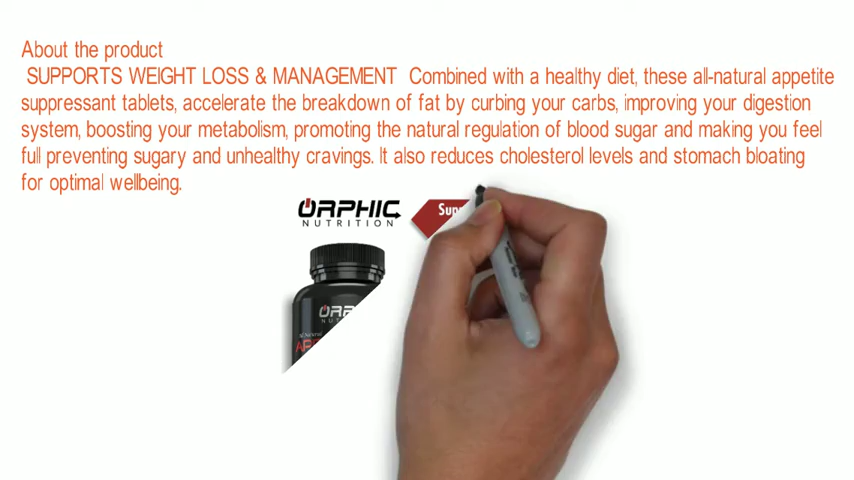 About the product
SUPPORTS WEIGHT LOSS & MANAGEMENT Combined with a healthy diet, these all-natural appetite
suppressant tablets, accelerate the breakdown of fat by curbing your carbs, improving your digestion
system, boosting your metabolism, promoting the natural regulation of blood sugar and making you feel
full preventing sugary and unhealthy cravings. It also reduces cholesterol levels and stomach bloating
for optimal wellbeing.
ORPHIC
NUTRITION